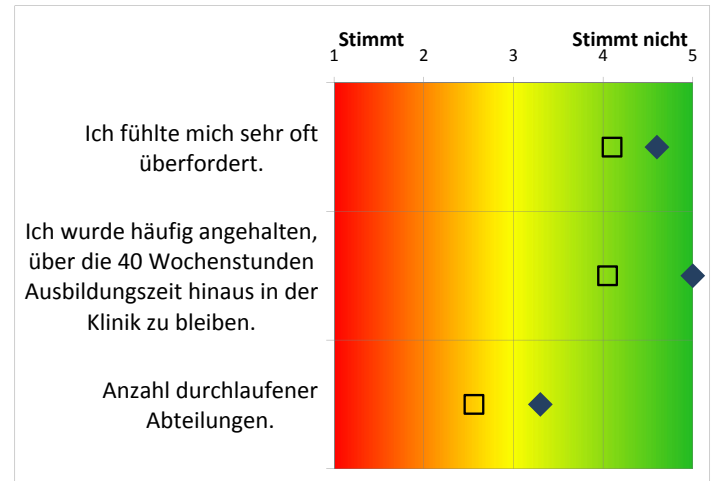 Stimmt Stimmt nicht
1 2 3 4 5
Ich fühlte mich sehr oft
überfordert.
Ich wurde häufig angehalten,
über die 40 Wochenstunden
Ausbildungszeit hinaus in der
Klinik zu bleiben.
Anzahl durchlaufener
Abteilungen.